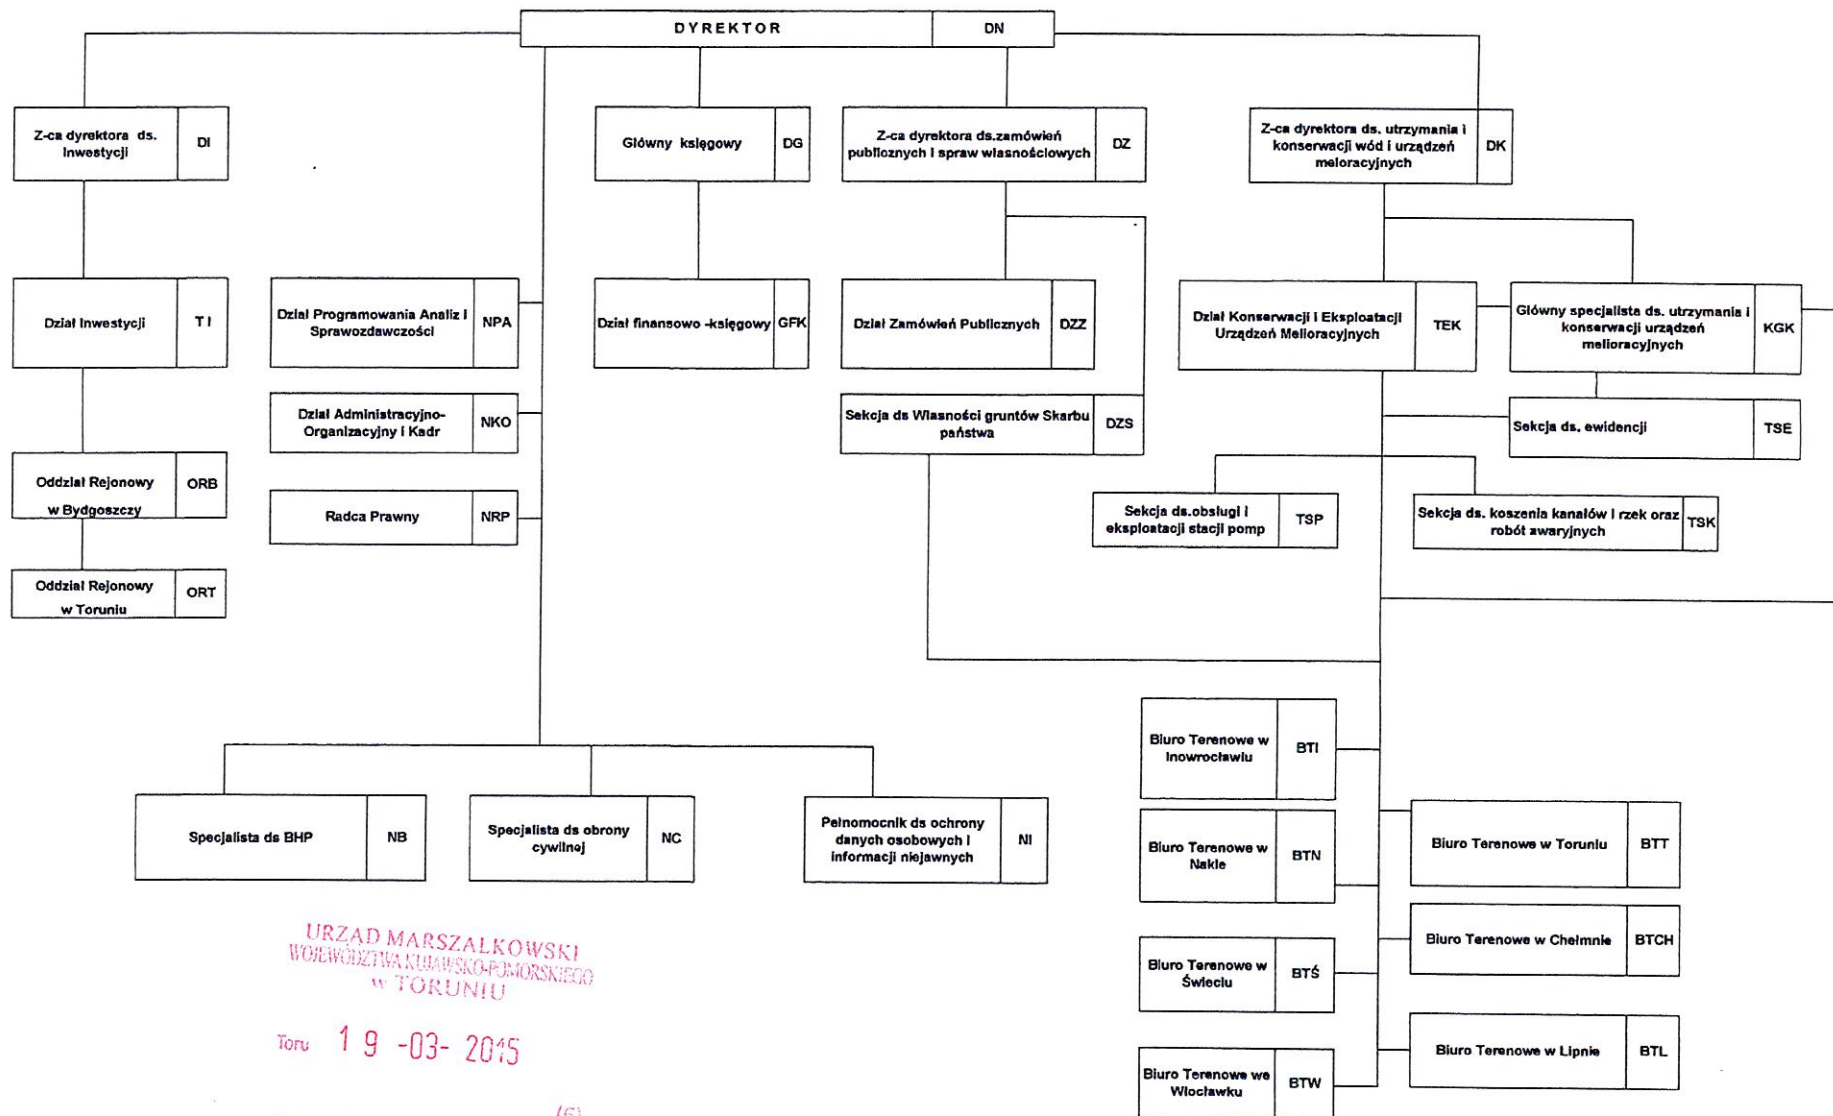 DYREKTOR DN
Z-ca dyrektora ds.
Inwestycji
DI
Główny księgowy DG
Z-ca dyrektora ds.zamówień
publicznych i spraw własnościowych
DZ
Z-ca dyrektora ds. utrzymania i
konserwacji wód i urządzeń
meloracyjnych
DK
Dział Inwestycji T I
Dział Programowania Analiz i
Sprawozdawczości
NPA
Dział finansowo -księgowy GFK
Dział Zamówień Publicznych DZZ
Dział Konserwacji i Eksploatacji
Urządzeń Melioracyjnych
TEK
Główny specjalista ds. utrzymania i
konserwacji urządzeń
melioracyjnych
KGK
Dział Administracyjno-
Organizacyjny i Kadr
NKO
Sekcja ds Własności gruntów Skarbu
państwa
DZS
Sekcja ds. ewidencji TSE
Oddział Rejonowy
w Bydgoszczy
ORB
Radca Prawny NRP
Sekcja ds.obsługi i
eksploatacji stacji pomp
TSP
Sekcja ds. koszenia kanałów i rzek oraz
robót awaryjnych
TSK
Oddział Rejonowy
w Toruniu
ORT
Biuro Terenowe w
Inowrocławiu
BTI
Specjalista ds BHP NB
Specjalista ds obrony
cywilnej
NC
Pełnomocnik ds ochrony
danych osobowych i
informacji niejawnych
NI
Biuro Terenowe w
Nakle
BTN
Biuro Terenowe w Toruniu BTT
Biuro Terenowe w
Świeciu
BTŚ
Biuro Terenowe w Chełmnie BTCH
Biuro Terenowe we
Włocławku
BTW
Biuro Terenowe w Lipnie BTL
URZĄD MARSZAŁKOWSKI
WOJEWÓDZTWA KUJAWSKO-POMORSKIEGO
w TORUNIU
Toru 19 -03- 2015